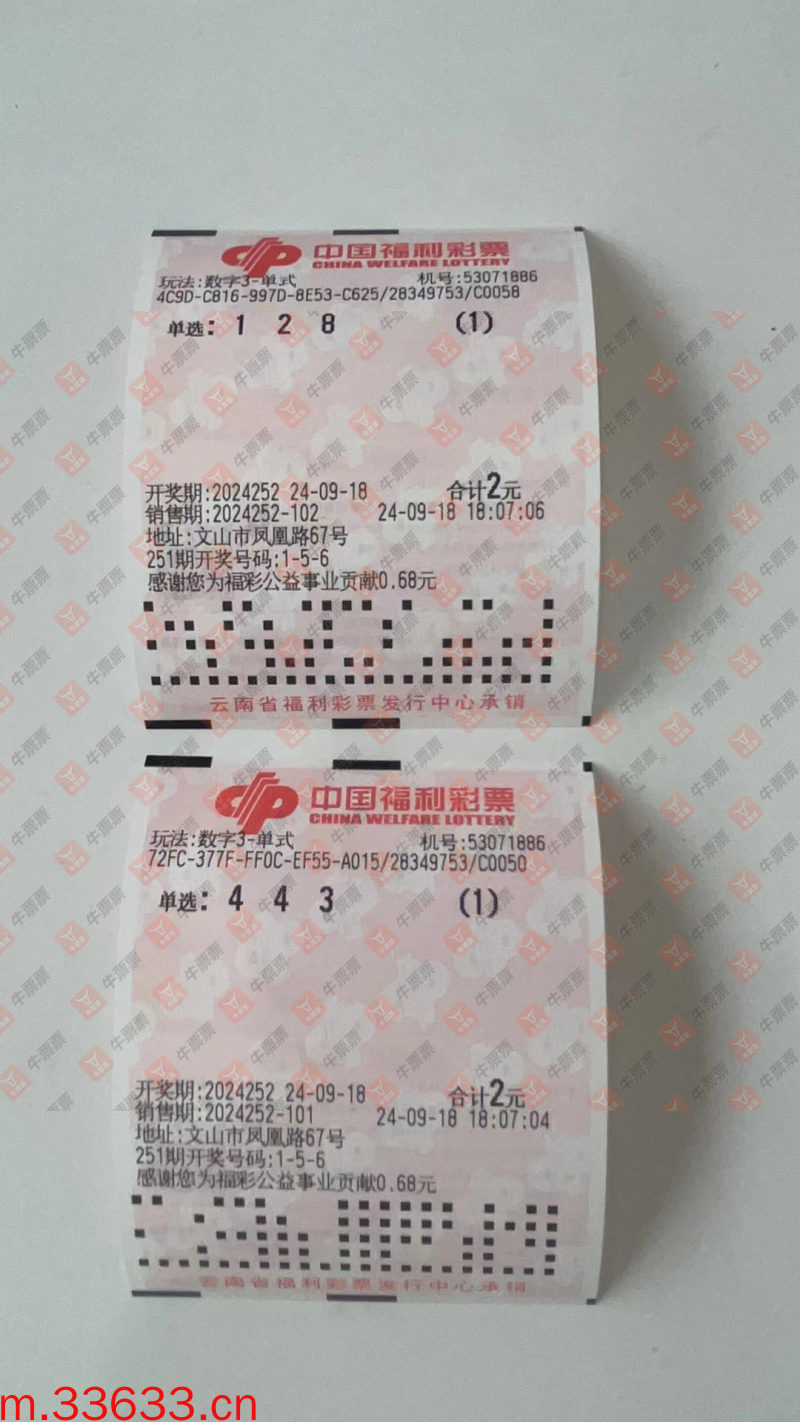 中国福利彩票
CHINA WELFARE LOTTERY
玩法:数字3-单式 机号:53071886
4C9D-C816-997D-8E53-C625/28349753/C0058
单选: 1 2 8 (1)
开奖期:2024252 24-09-18 合计2元
销售期:2024252-102 24-09-18 18:07:06
地址:文山市凤凰路67号
251期开奖号码:1-5-6
感谢您为福彩公益事业贡献0.68元
云南省福利彩票发行中心承销
中国福利彩票
CHINA WELFARE LOTTERY
玩法:数字3-单式 机号:53071886
72FC-377F-FF0C-EF55-A015/28349753/C0050
单选: 4 4 3 (1)
开奖期:2024252 24-09-18 合计2元
销售期:2024252-101 24-09-18 18:07:04
地址:文山市凤凰路67号
251期开奖号码:1-5-6
感谢您为福彩公益事业贡献0.68元
云南省福利彩票发行中心承销
牛票票
m.33633.cn